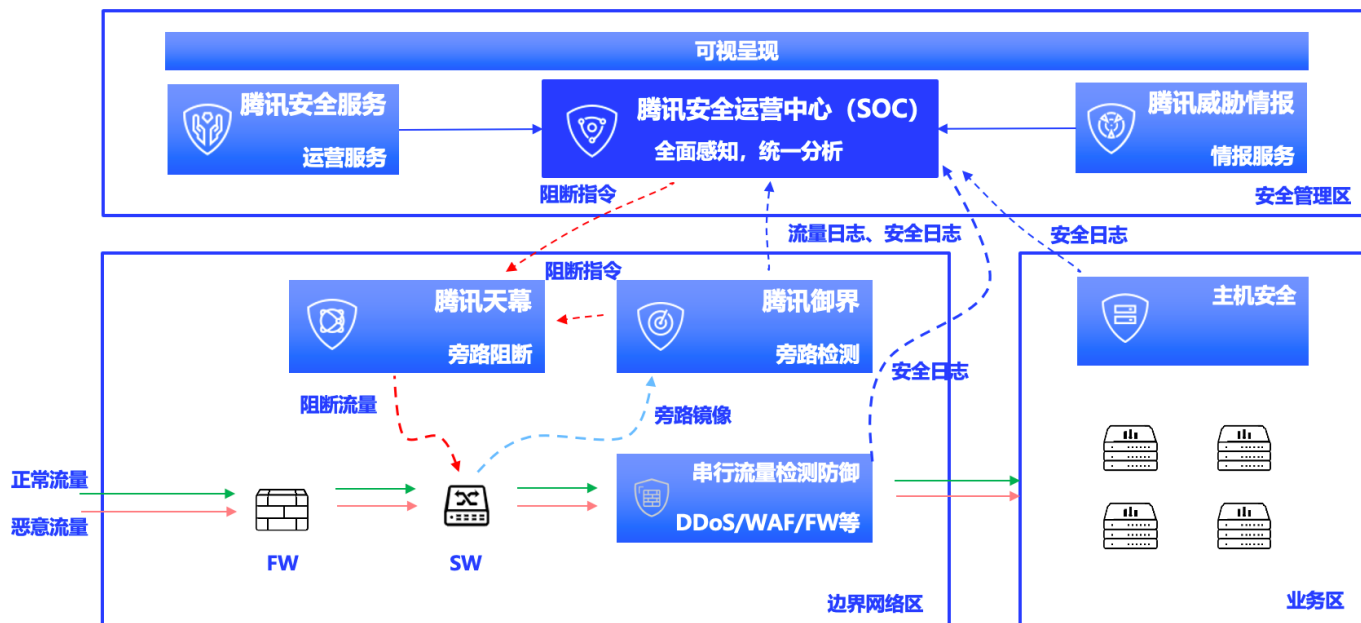 可视呈现
腾讯安全服务
运营服务
腾讯安全运营中心（SOC）
全面感知，统一分析
腾讯威胁情报
情报服务
安全管理区
阻断指令
流量日志、安全日志
安全日志
阻断指令
腾讯天幕
旁路阻断
腾讯御界
旁路检测
主机安全
安全日志
阻断流量
旁路镜像
正常流量
恶意流量
串行流量检测防御
DDoS/WAF/FW等
FW
SW
边界网络区
业务区